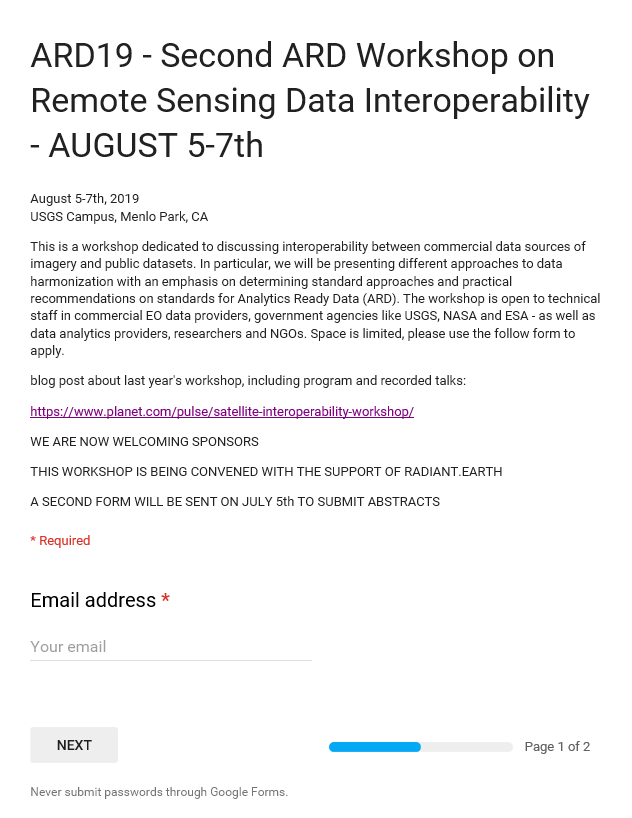 ARD19 - Second ARD Workshop on
Remote Sensing Data Interoperability
- AUGUST 5-7th
August 5-7th, 2019
USGS Campus, Menlo Park, CA
This is a workshop dedicated to discussing interoperability between commercial data sources of
imagery and public datasets. In particular, we will be presenting different approaches to data
harmonization with an emphasis on determining standard approaches and practical
recommendations on standards for Analytics Ready Data (ARD). The workshop is open to technical
staff in commercial EO data providers, government agencies like USGS, NASA and ESA - as well as
data analytics providers, researchers and NGOs. Space is limited, please use the follow form to
apply.
blog post about last year's workshop, including program and recorded talks:
https://www.planet.com/pulse/satellite-interoperability-workshop/
WE ARE NOW WELCOMING SPONSORS
THIS WORKSHOP IS BEING CONVENED WITH THE SUPPORT OF RADIANT.EARTH
A SECOND FORM WILL BE SENT ON JULY 5th TO SUBMIT ABSTRACTS
* Required
Email address *
Your email
NEXT
Page 1 of 2
Never submit passwords through Google Forms.